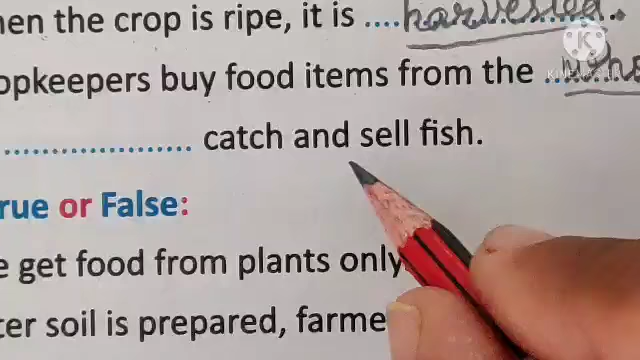 hen the crop is ripe, it is .... harvested.
opkeepers buy food items from the ... whole
.................... catch and sell fish.
rue or False:
e get food from plants only
ter soil is prepared, farme